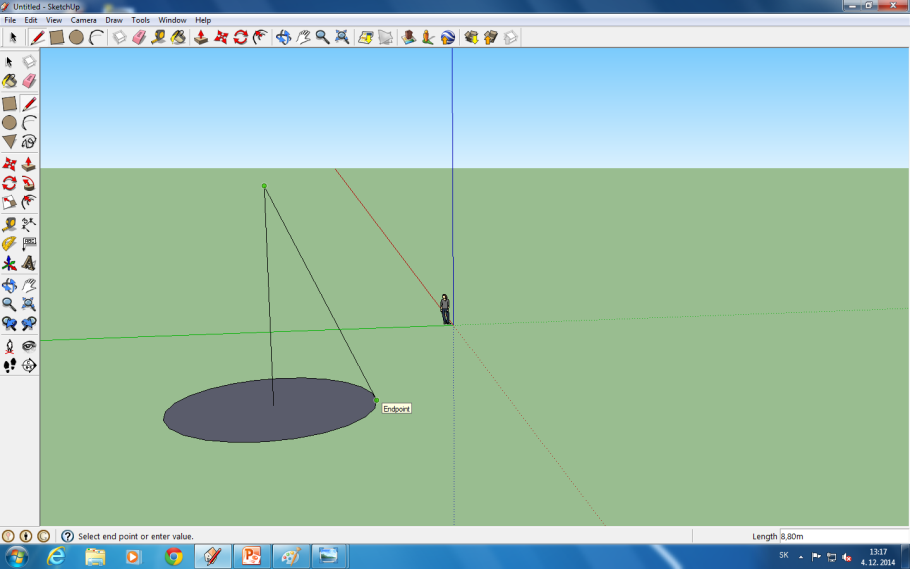 Untitled - SketchUp
File Edit View Camera Draw Tools Window Help
Endpoint
Select end point or enter value.
Length 8,80m
SK
13:17
4. 12. 2014